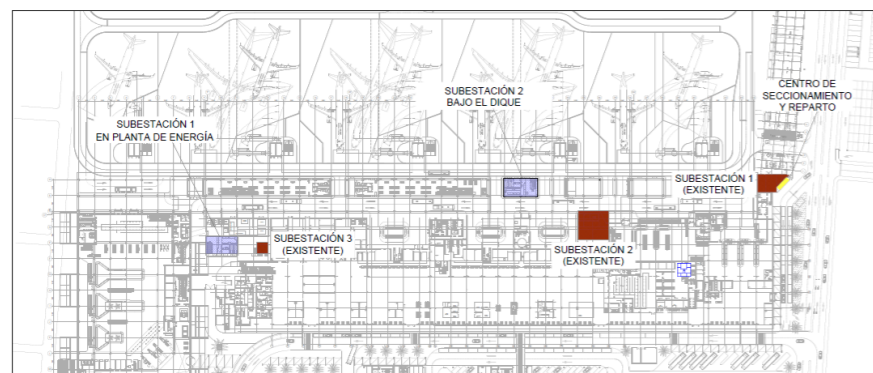 SUBESTACIÓN 1
EN PLANTA DE ENERGÍA
SUBESTACIÓN 2
BAJO EL DIQUE
CENTRO DE
SECCIONAMIENTO
Y REPARTO
SUBESTACIÓN 1
(EXISTENTE)
SUBESTACIÓN 3
(EXISTENTE)
SUBESTACIÓN 2
(EXISTENTE)